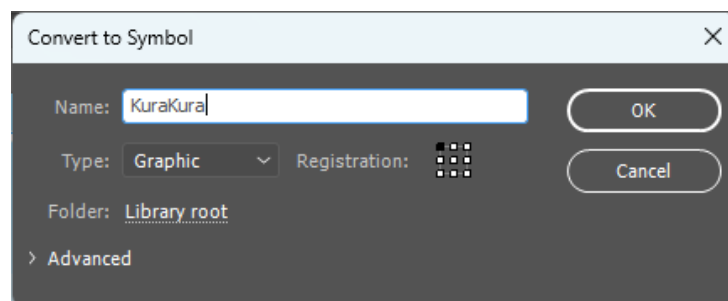 Convert to Symbol
Name: KuraKura OK
Type: Graphic Registration: Cancel
Folder: Library root
Advanced